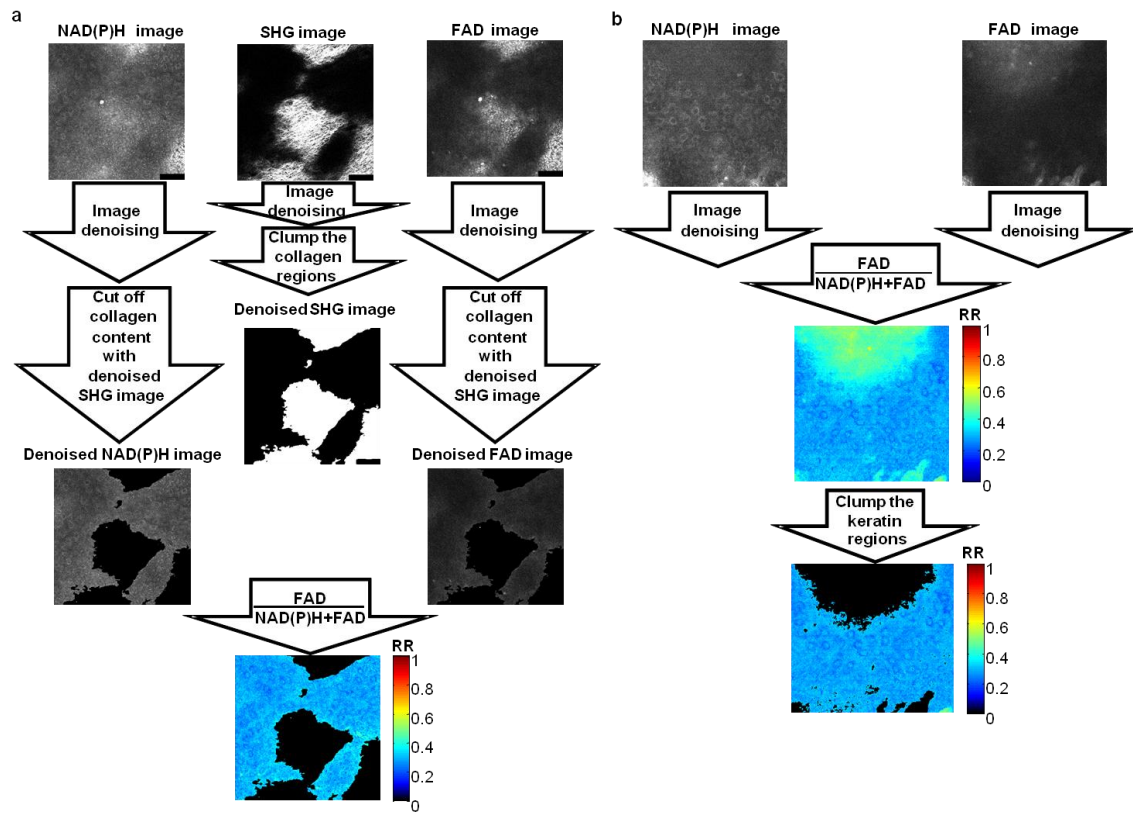 a
NAD(P)H image
SHG image
FAD image
Image
denoising
Image
denoising
Image
denoising
Clump the
collagen
regions
Cut off
collagen
content
with
denoised
SHG image
Denoised SHG image
Cut off
collagen
content
with
denoised
SHG image
Denoised NAD(P)H image
Denoised FAD image
FAD
NAD(P)H+FAD
RR
1
0.8
0.6
0.4
0.2
0
b
NAD(P)H image
FAD image
Image
denoising
Image
denoising
FAD
NAD(P)H+FAD
RR
1
0.8
0.6
0.4
0.2
0
Clump the
keratin
regions
RR
1
0.8
0.6
0.4
0.2
0